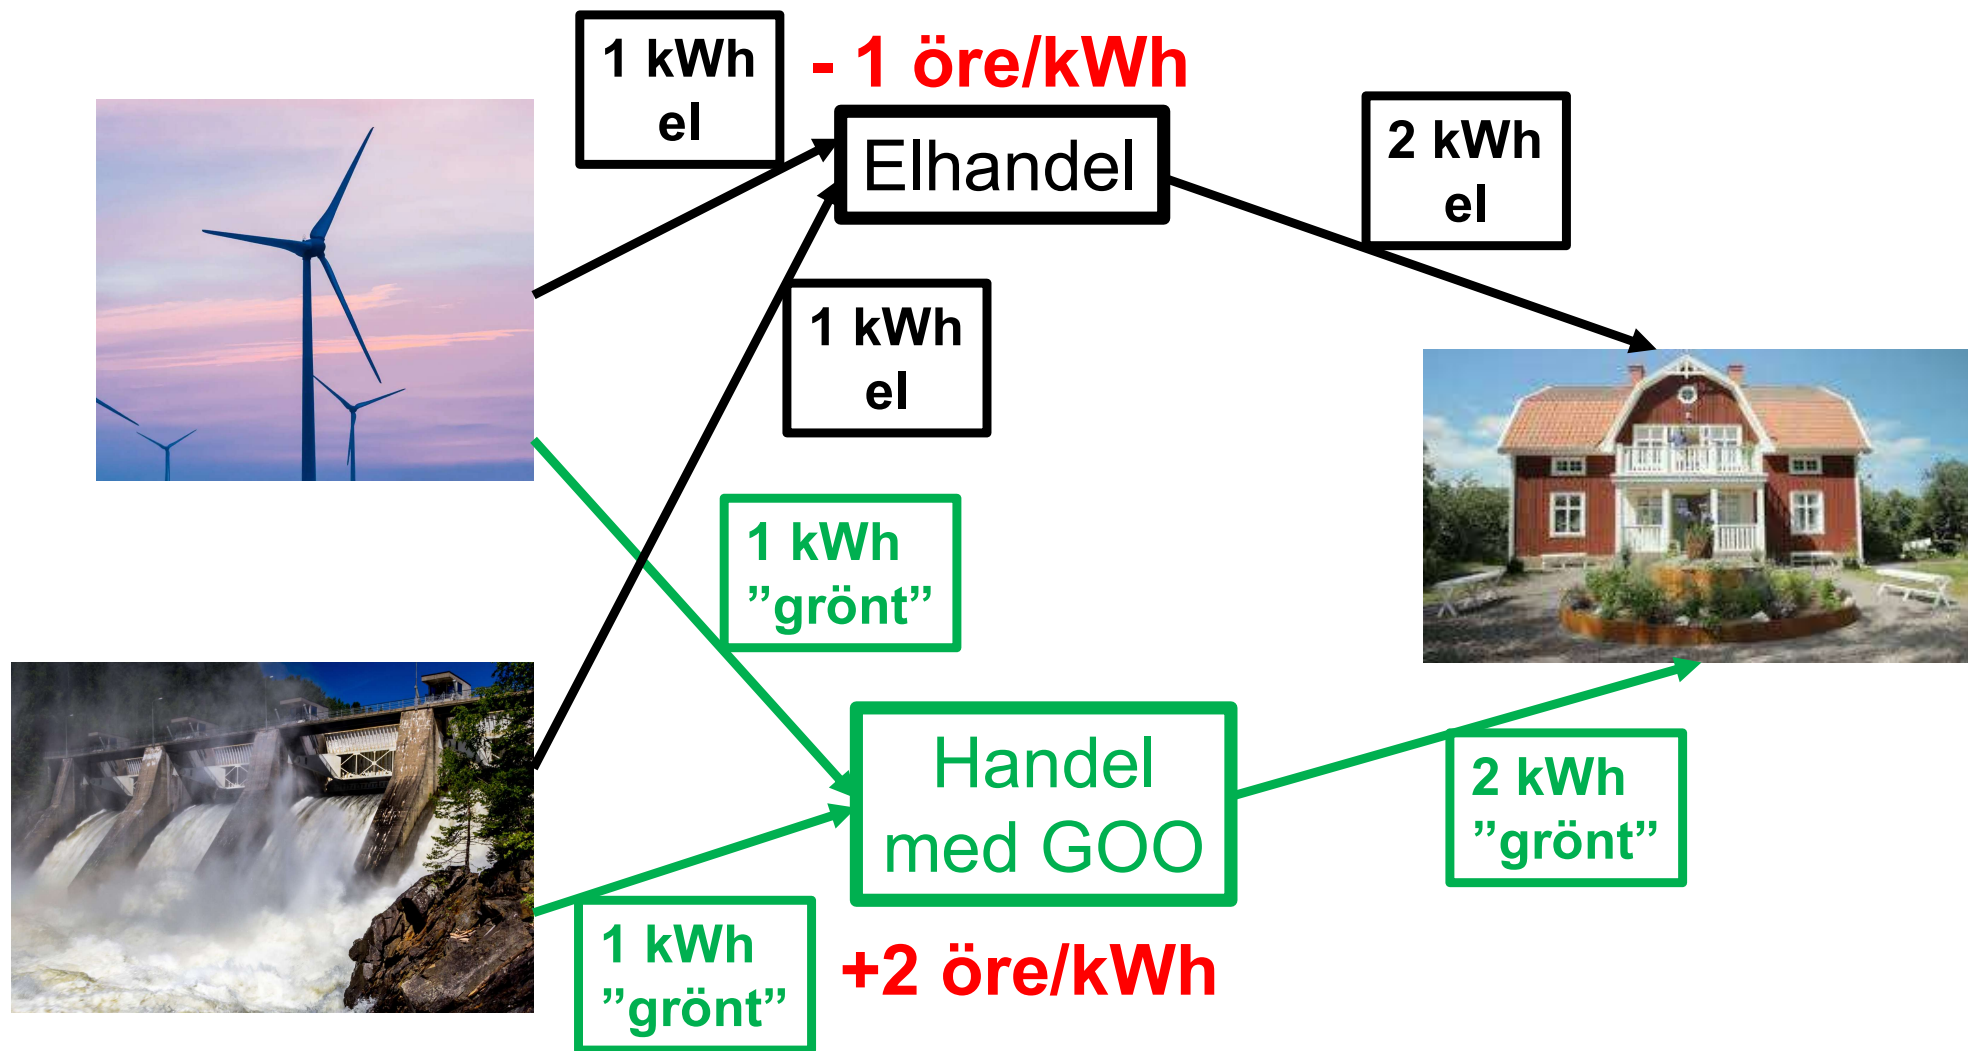 1 kWh
el
- 1 öre/kWh
Elhandel
2 kWh
el
1 kWh
el
1 kWh
”grönt”
Handel
med GOO
2 kWh
”grönt”
1 kWh
”grönt”
+2 öre/kWh